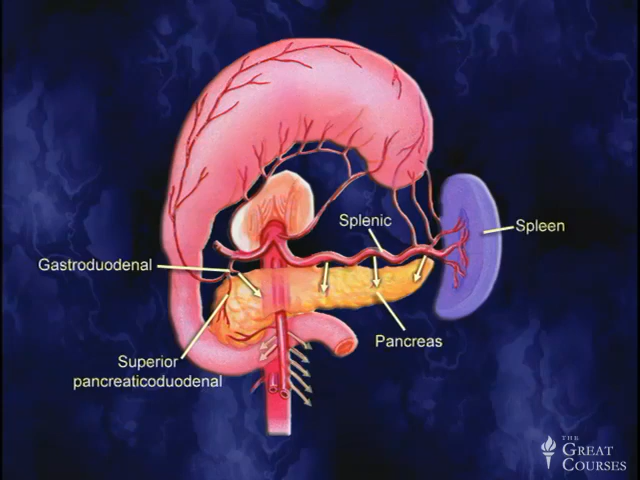 Splenic
Spleen
Gastroduodenal
Pancreas
Superior
pancreaticoduodenal
THE
GREAT
COURSES